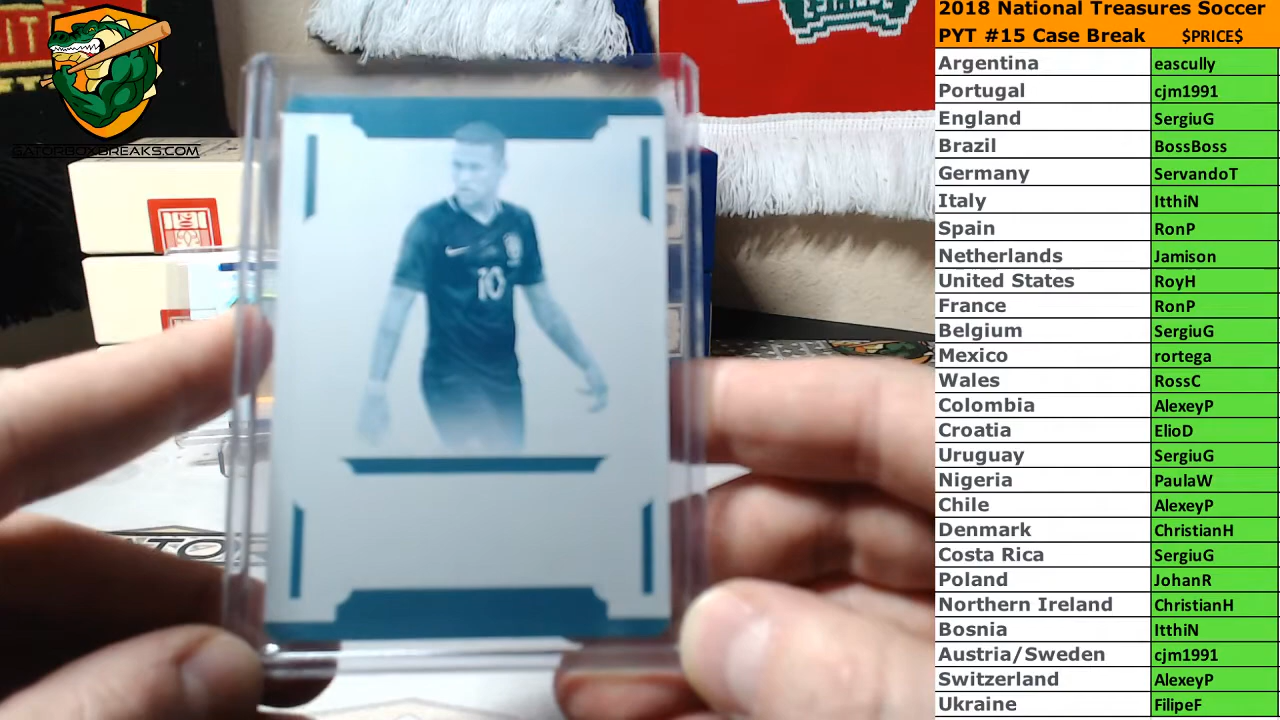 GATORBOXBREAKS.COM
10
2018 National Treasures Soccer
PYT #15 Case Break $PRICE$
Argentina eascully
Portugal cjm1991
England SergiuG
Brazil BossBoss
Germany ServandoT
Italy ItthiN
Spain RonP
Netherlands Jamison
United States RoyH
France RonP
Belgium SergiuG
Mexico rortega
Wales RossC
Colombia AlexeyP
Croatia ElioD
Uruguay SergiuG
Nigeria PaulaW
Chile AlexeyP
Denmark ChristianH
Costa Rica SergiuG
Poland JohanR
Northern Ireland ChristianH
Bosnia ItthiN
Austria/Sweden cjm1991
Switzerland AlexeyP
Ukraine FilipeF